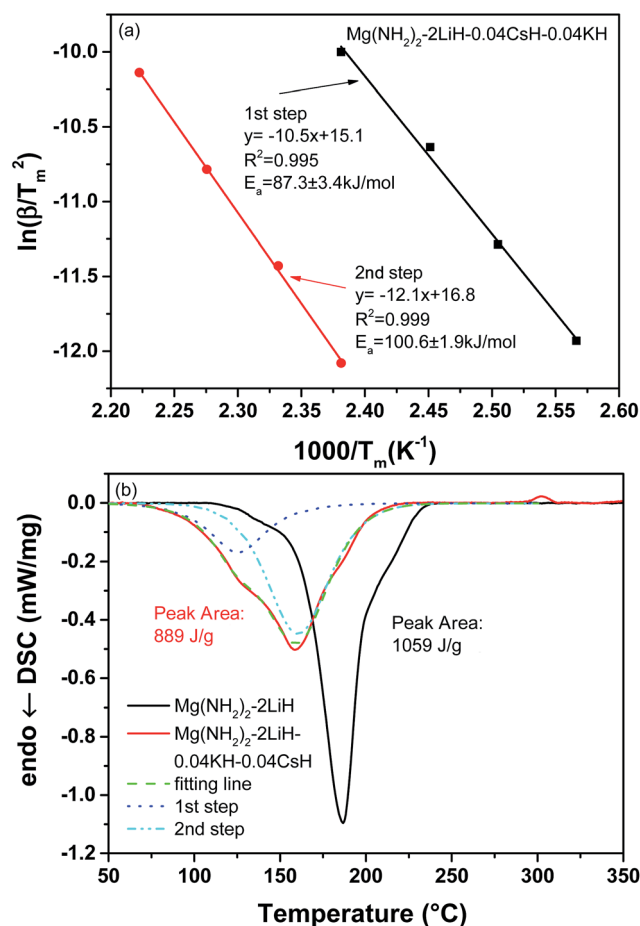 (a)
Mg(NH₂)₂-2LiH-0.04CsH-0.04KH
-10.0
-10.5
-11.0
-11.5
-12.0
ln(β/Tₘ²)
1st step
y= -10.5x+15.1
R²=0.995
Eₐ=87.3±3.4kJ/mol
2nd step
y= -12.1x+16.8
R²=0.999
Eₐ=100.6±1.9kJ/mol
2.20 2.25 2.30 2.35 2.40 2.45 2.50 2.55 2.60
1000/Tₘ(K⁻¹)
(b)
0.0
-0.2
-0.4
-0.6
-0.8
-1.0
-1.2
endo ← DSC (mW/mg)
Peak Area:
889 J/g
Peak Area:
1059 J/g
Mg(NH₂)₂-2LiH
Mg(NH₂)₂-2LiH-
0.04KH-0.04CsH
fitting line
1st step
2nd step
50 100 150 200 250 300 350
Temperature (°C)